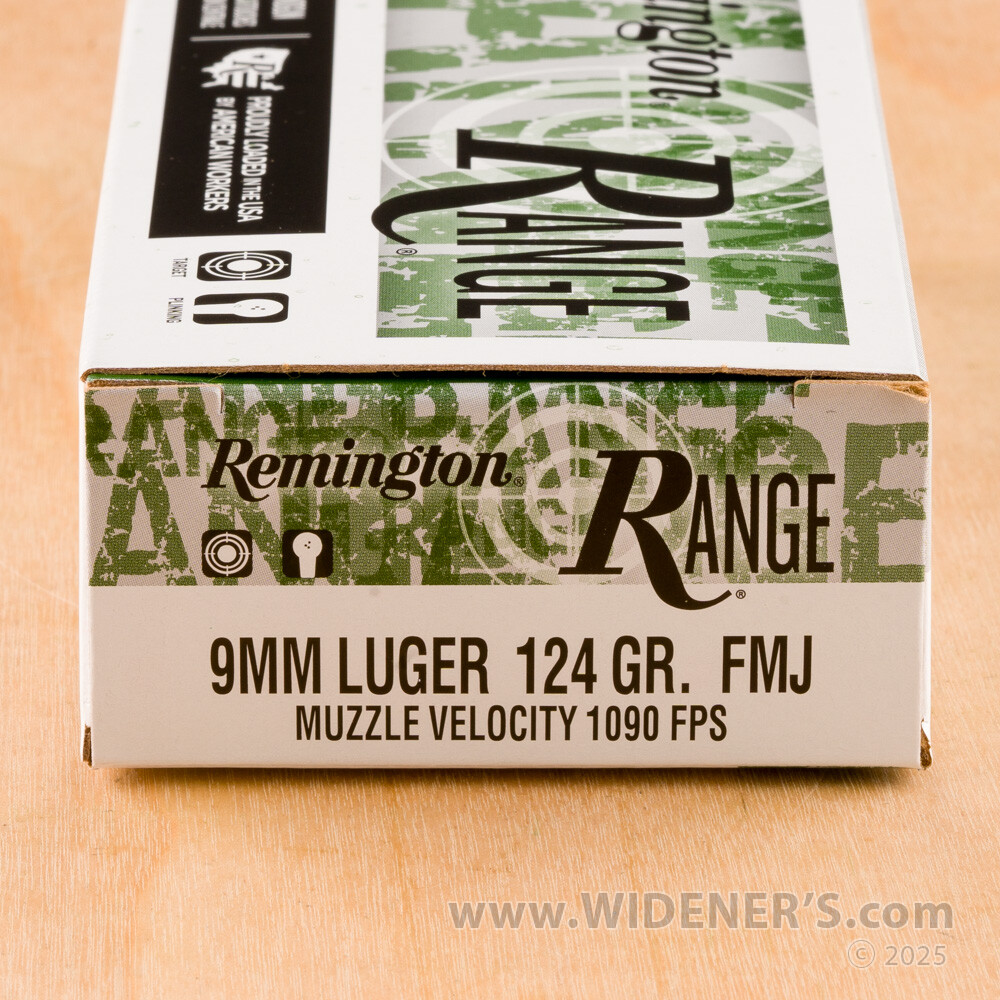 PROUDLY LOADED IN THE USA
BY AMERICAN WORKERS
TARGET
PLINKING
RANGE®
Remington®
RANGE®
9MM LUGER 124 GR. FMJ
MUZZLE VELOCITY 1090 FPS
www.WIDENER'S.com
© 2025